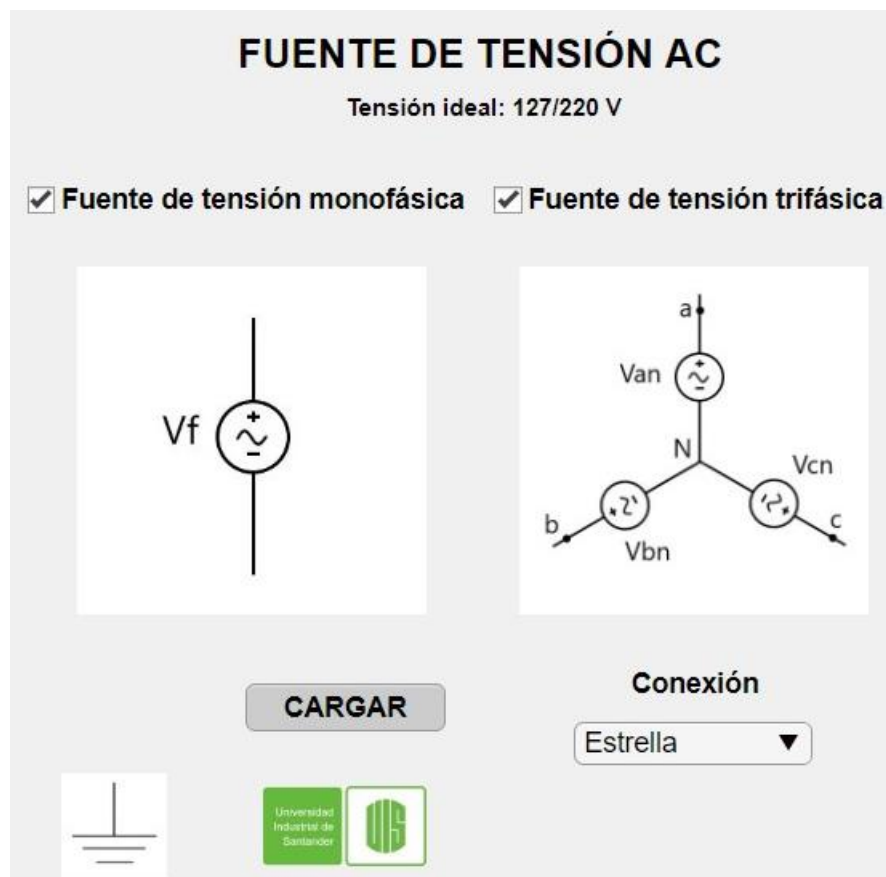 FUENTE DE TENSIÓN AC
Tensión ideal: 127/220 V
Fuente de tensión monofásica
Fuente de tensión trifásica
Vf
a
Van
N
Vcn
b
Vbn
c
Conexión
CARGAR
Estrella
Universidad
Industrial de
Santander
UIS